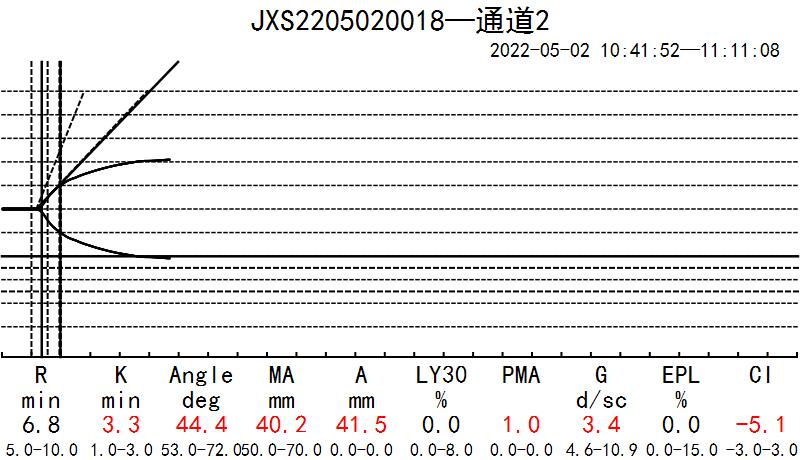 JXS2205020018—通道2
2022-05-02 10:41:52—11:11:08
R K Angle MA A LY30 PMA G EPL CI
min min deg mm mm % d/sc %
6.8 3.3 44.4 40.2 41.5 0.0 1.0 3.4 0.0 -5.1
5.0-10.0 1.0-3.0 53.0-72.0 50.0-70.0 0.0-0.0 0.0-8.0 0.0-0.0 4.6-10.9 0.0-15.0 -3.0-3.0